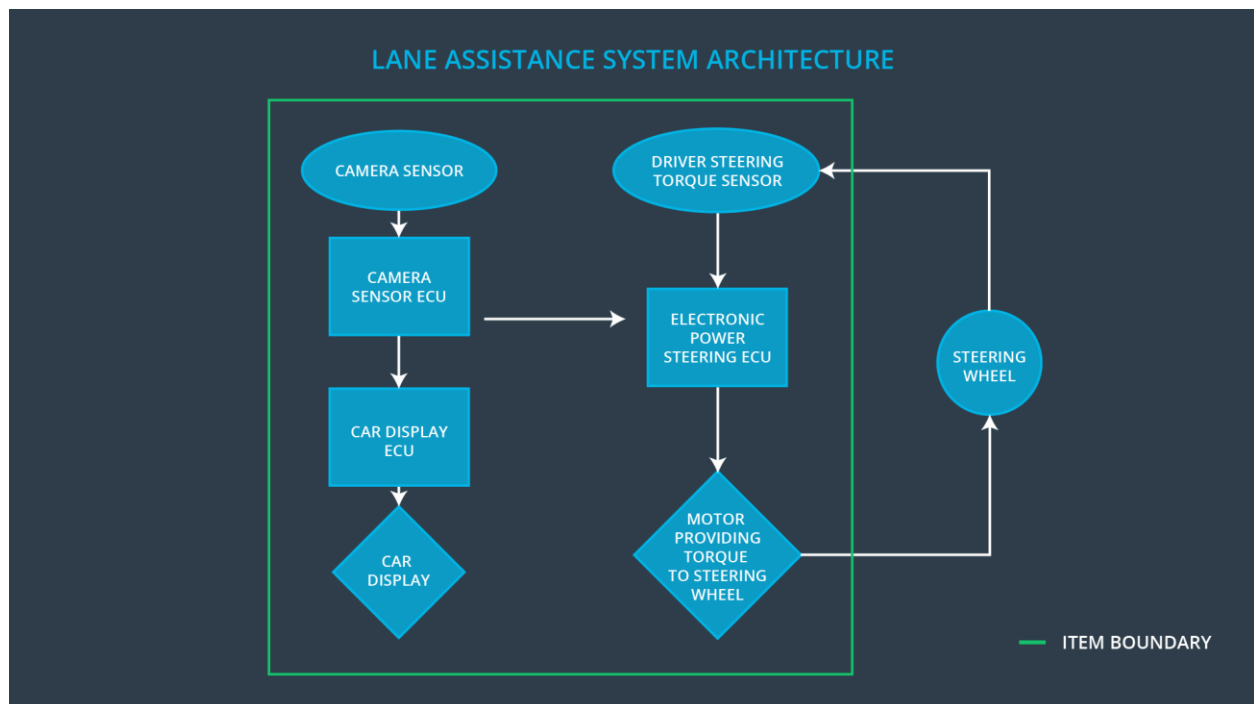 LANE ASSISTANCE SYSTEM ARCHITECTURE
CAMERA SENSOR
CAMERA
SENSOR ECU
CAR DISPLAY
ECU
CAR
DISPLAY
DRIVER STEERING
TORQUE SENSOR
ELECTRONIC
POWER
STEERING ECU
MOTOR
PROVIDING
TORQUE
TO STEERING
WHEEL
STEERING
WHEEL
ITEM BOUNDARY